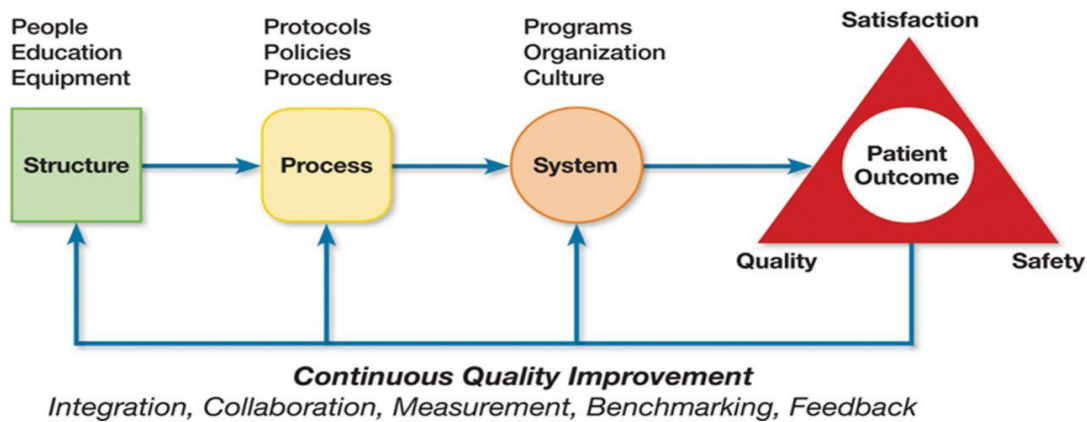 People
Education
Equipment
Structure
Protocols
Policies
Procedures
Process
Programs
Organization
Culture
System
Satisfaction
Patient
Outcome
Quality
Safety
Continuous Quality Improvement
Integration, Collaboration, Measurement, Benchmarking, Feedback